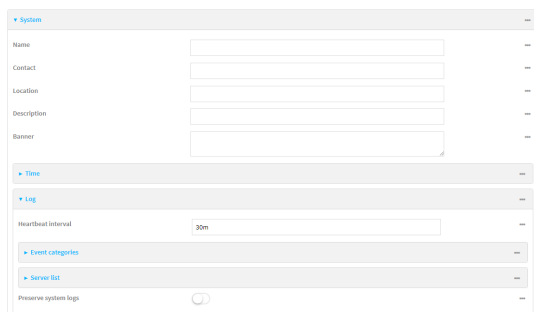 System
Name
Contact
Location
Description
Banner
Time
Log
Heartbeat interval
30m
Event categories
Server list
Preserve system logs